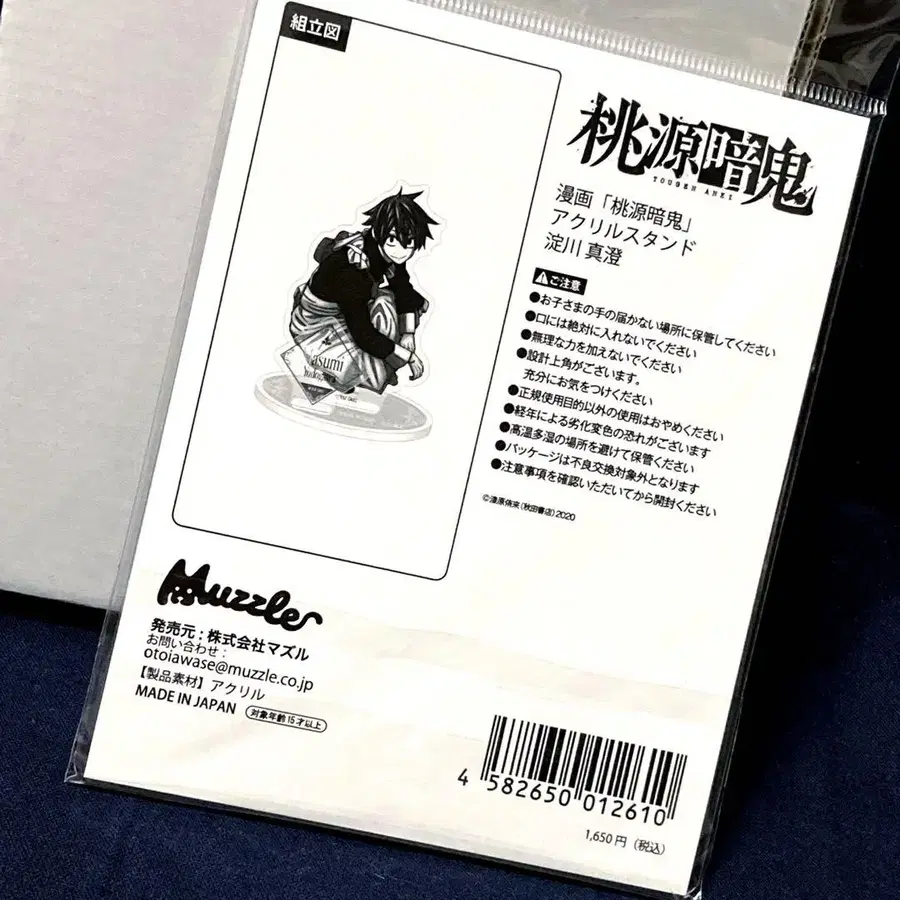 組立図
asumi
桃源暗鬼
TOUGEN ANKI
漫画「桃源暗鬼」
アクリルスタンド
淀川 真澄
ご注意
●お子さまの手の届かない場所に保管してください
●口には絶対に入れないでください
●無理な力を加えないでください
●設計上角がございます。
充分にお気をつけください
●正規使用目的以外の使用はおやめください
●経年による劣化変色の恐れがございます
●高温多湿の場所を避けて保管ください
●パッケージは不良交換対象外となります
●注意事項を確認いただいてから開封ください
©漆原侑来(秋田書店)2020
Muzzle
発売元:株式会社マズル
お問い合わせ:
otoiawase@muzzle.co.jp
【製品素材】アクリル
MADE IN JAPAN 対象年齢15才以上
4 582650 012610
1,650円(税込)